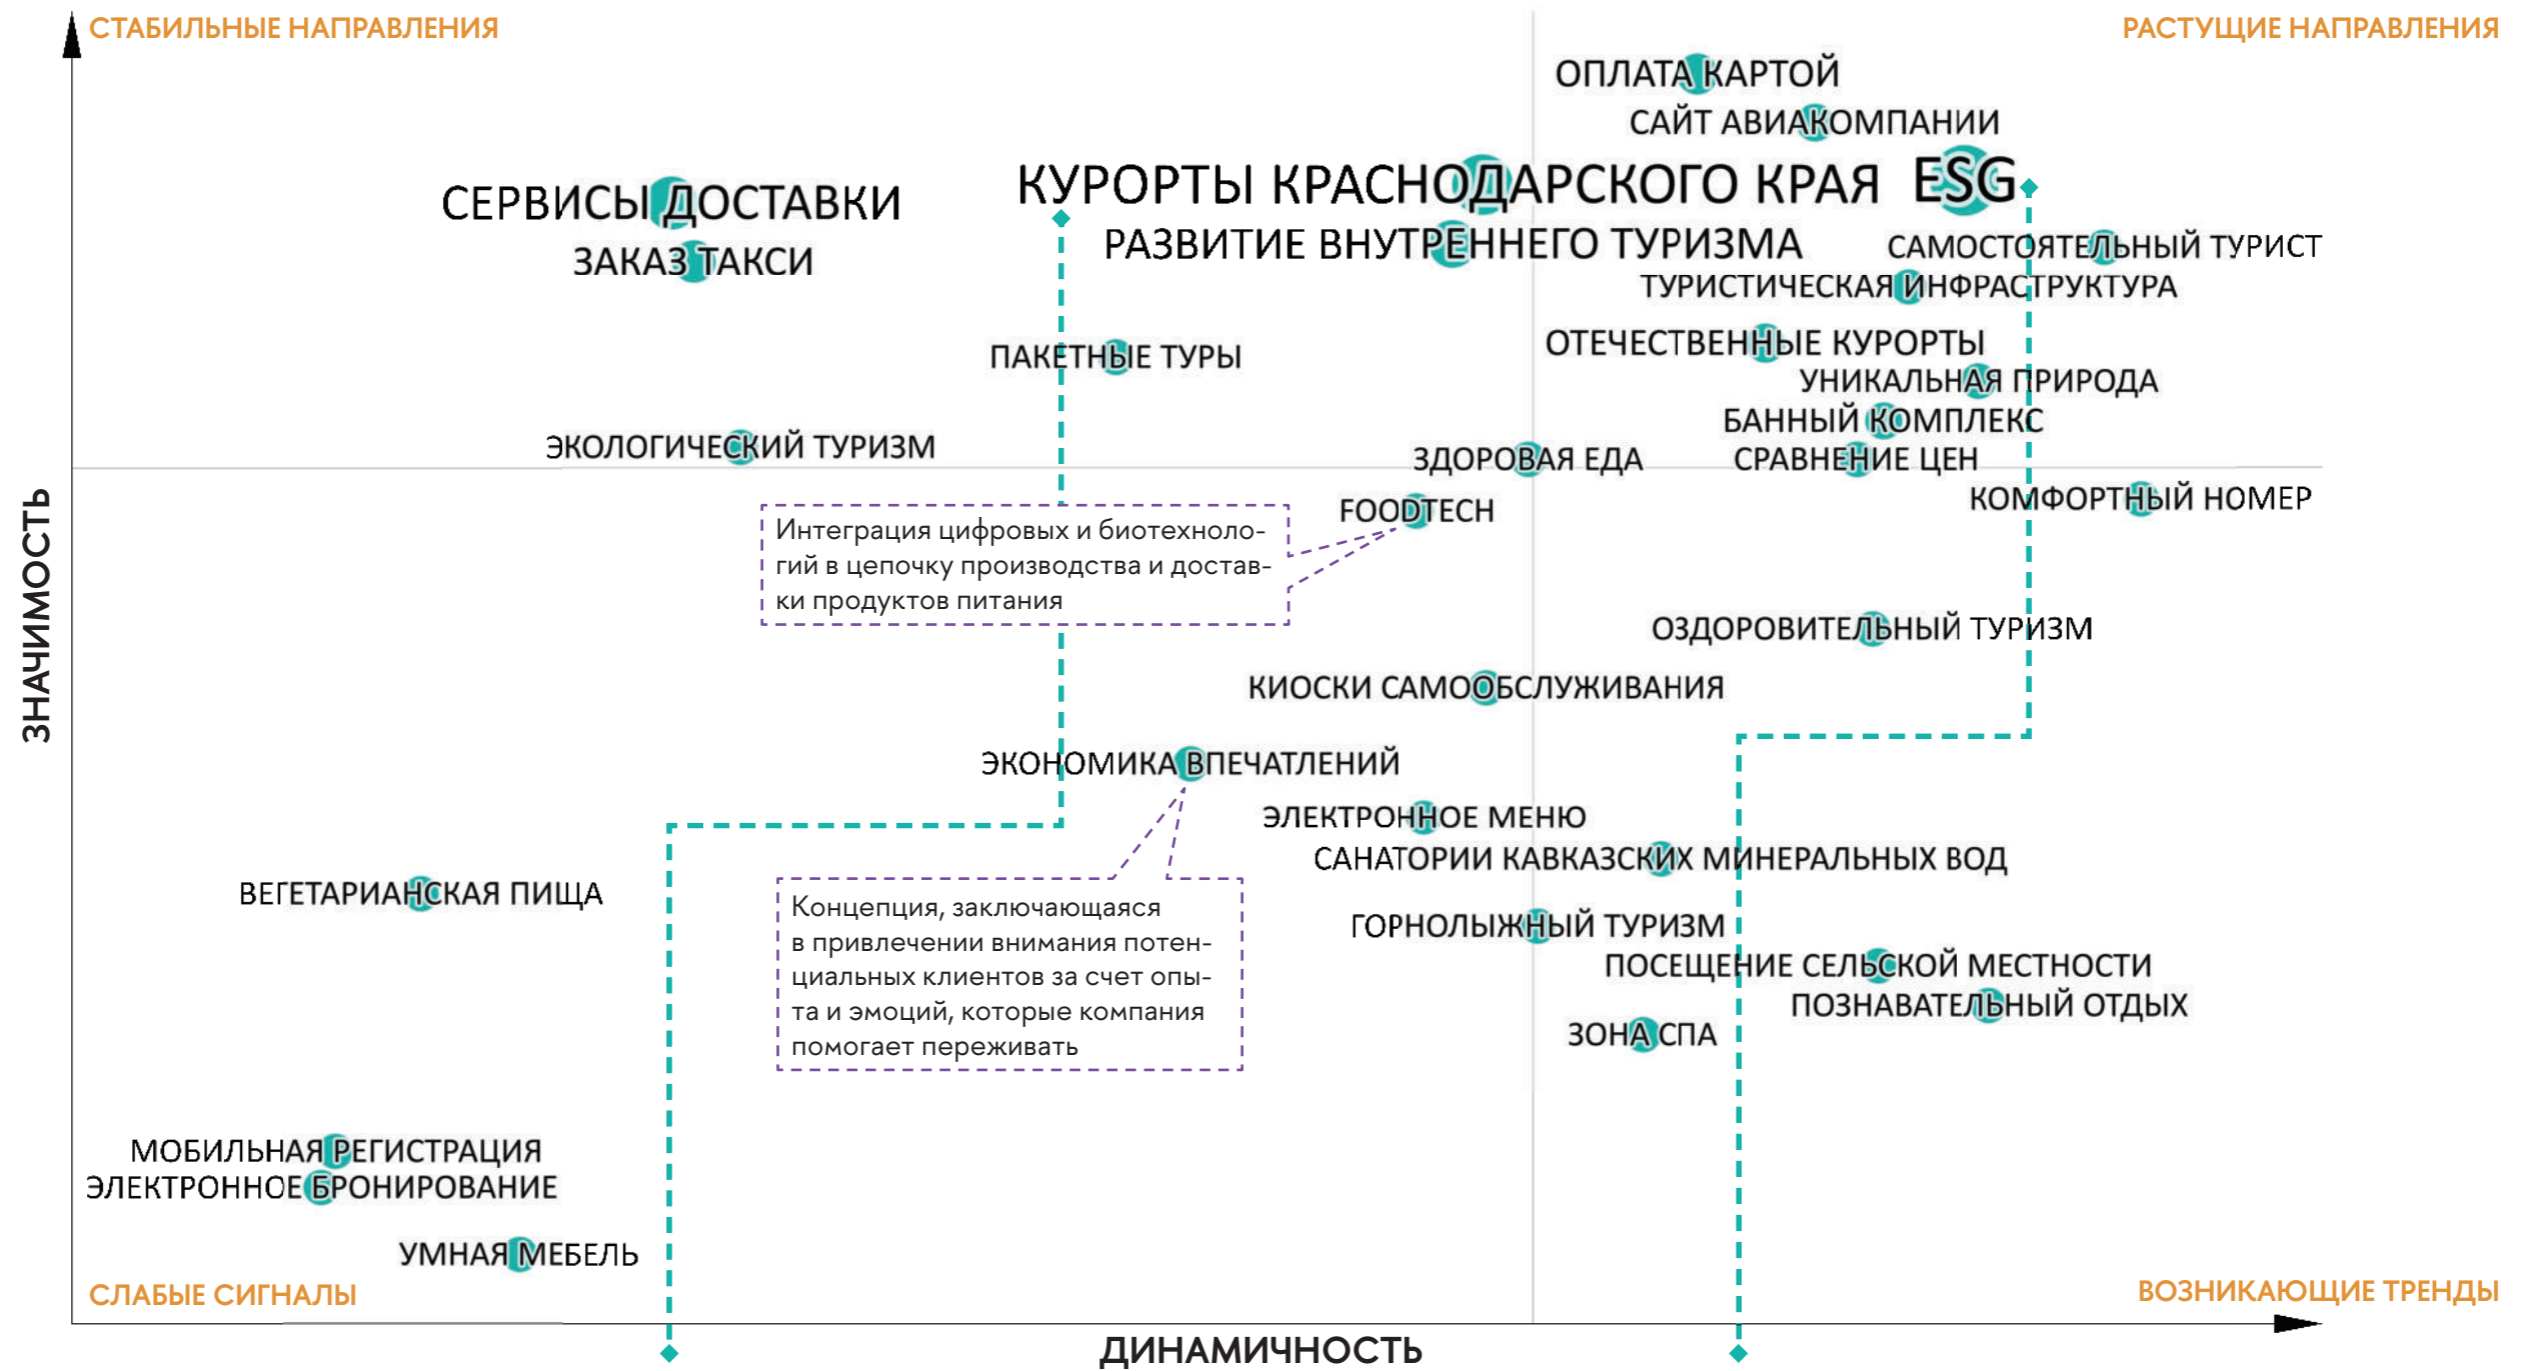 СТАБИЛЬНЫЕ НАПРАВЛЕНИЯ
РАСТУЩИЕ НАПРАВЛЕНИЯ
ОПЛАТА КАРТОЙ
САЙТ АВИАКОМПАНИИ
КУРОРТЫ КРАСНОДАРСКОГО КРАЯ
ESG
СЕРВИСЫ ДОСТАВКИ
РАЗВИТИЕ ВНУТРЕННЕГО ТУРИЗМА
САМОСТОЯТЕЛЬНЫЙ ТУРИСТ
ЗАКАЗ ТАКСИ
ТУРИСТИЧЕСКАЯ ИНФРАСТРУКТУРА
ПАКЕТНЫЕ ТУРЫ
ОТЕЧЕСТВЕННЫЕ КУРОРТЫ
УНИКАЛЬНАЯ ПРИРОДА
БАННЫЙ КОМПЛЕКС
ЭКОЛОГИЧЕСКИЙ ТУРИЗМ
ЗДОРОВАЯ ЕДА
СРАВНЕНИЕ ЦЕН
КОМФОРТНЫЙ НОМЕР
FOODTECH
Интеграция цифровых и биотехноло-
гий в цепочку производства и достав-
ки продуктов питания
ЗНАЧИМОСТЬ
ОЗДОРОВИТЕЛЬНЫЙ ТУРИЗМ
КИОСКИ САМООБСЛУЖИВАНИЯ
ЭКОНОМИКА ВПЕЧАТЛЕНИЙ
ЭЛЕКТРОННОЕ МЕНЮ
САНАТОРИИ КАВКАЗСКИХ МИНЕРАЛЬНЫХ ВОД
ВЕГЕТАРИАНСКАЯ ПИЩА
Концепция, заключающаяся
в привлечении внимания потен-
циальных клиентов за счет опы-
та и эмоций, которые компания
помогает переживать
ГОРНОЛЫЖНЫЙ ТУРИЗМ
ПОСЕЩЕНИЕ СЕЛЬСКОЙ МЕСТНОСТИ
ПОЗНАВАТЕЛЬНЫЙ ОТДЫХ
ЗОНА СПА
МОБИЛЬНАЯ РЕГИСТРАЦИЯ
ЭЛЕКТРОННОЕ БРОНИРОВАНИЕ
УМНАЯ МЕБЕЛЬ
СЛАБЫЕ СИГНАЛЫ
ВОЗНИКАЮЩИЕ ТРЕНДЫ
ДИНАМИЧНОСТЬ